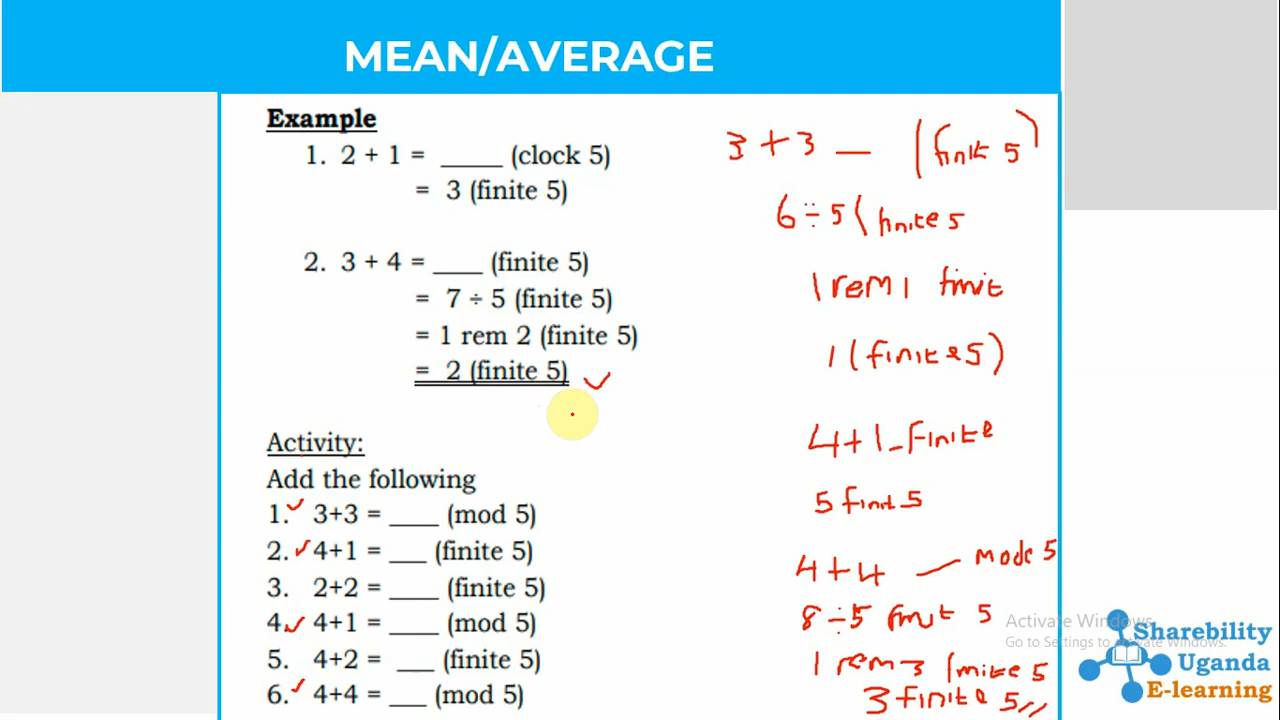 MEAN/AVERAGE
Example
1. 2 + 1 = ____ (clock 5)
= 3 (finite 5)
2. 3 + 4 = ____ (finite 5)
= 7 ÷ 5 (finite 5)
= 1 rem 2 (finite 5)
= 2 (finite 5)
Activity:
Add the following
1. 3+3 = ____ (mod 5)
2. 4+1 = ___ (finite 5)
3. 2+2 = ____ (finite 5)
4. 4+1 = ____ (mod 5)
5. 4+2 = ___ (finite 5)
6. 4+4 = ___ (mod 5)
3 + 3 _ (finit 5)
6 ÷ 5 ( finite 5
1 rem 1 finit
1 (finite 5)
4 + 1 _ Finite
5 finit 5
4 + 4 — mode 5
8 ÷ 5 finit 5
1 rem 3 finite 5
3 finite 5,,
Activate Windows
Go to Settings to activate Windows.
Sharebility
Uganda
E-learning